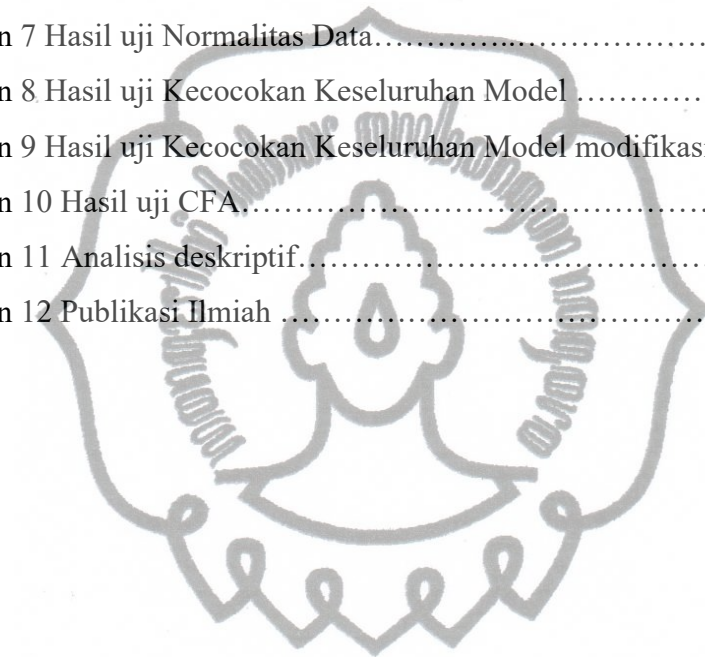 n 7 Hasil uji Normalitas Data…………...………………
n 8 Hasil uji Kecocokan Keseluruhan Model …………
n 9 Hasil uji Kecocokan Keseluruhan Model modifikasi
n 10 Hasil uji CFA……………………………………
n 11 Analisis deskriptif…………………………………
n 12 Publikasi Ilmiah ……………………………………